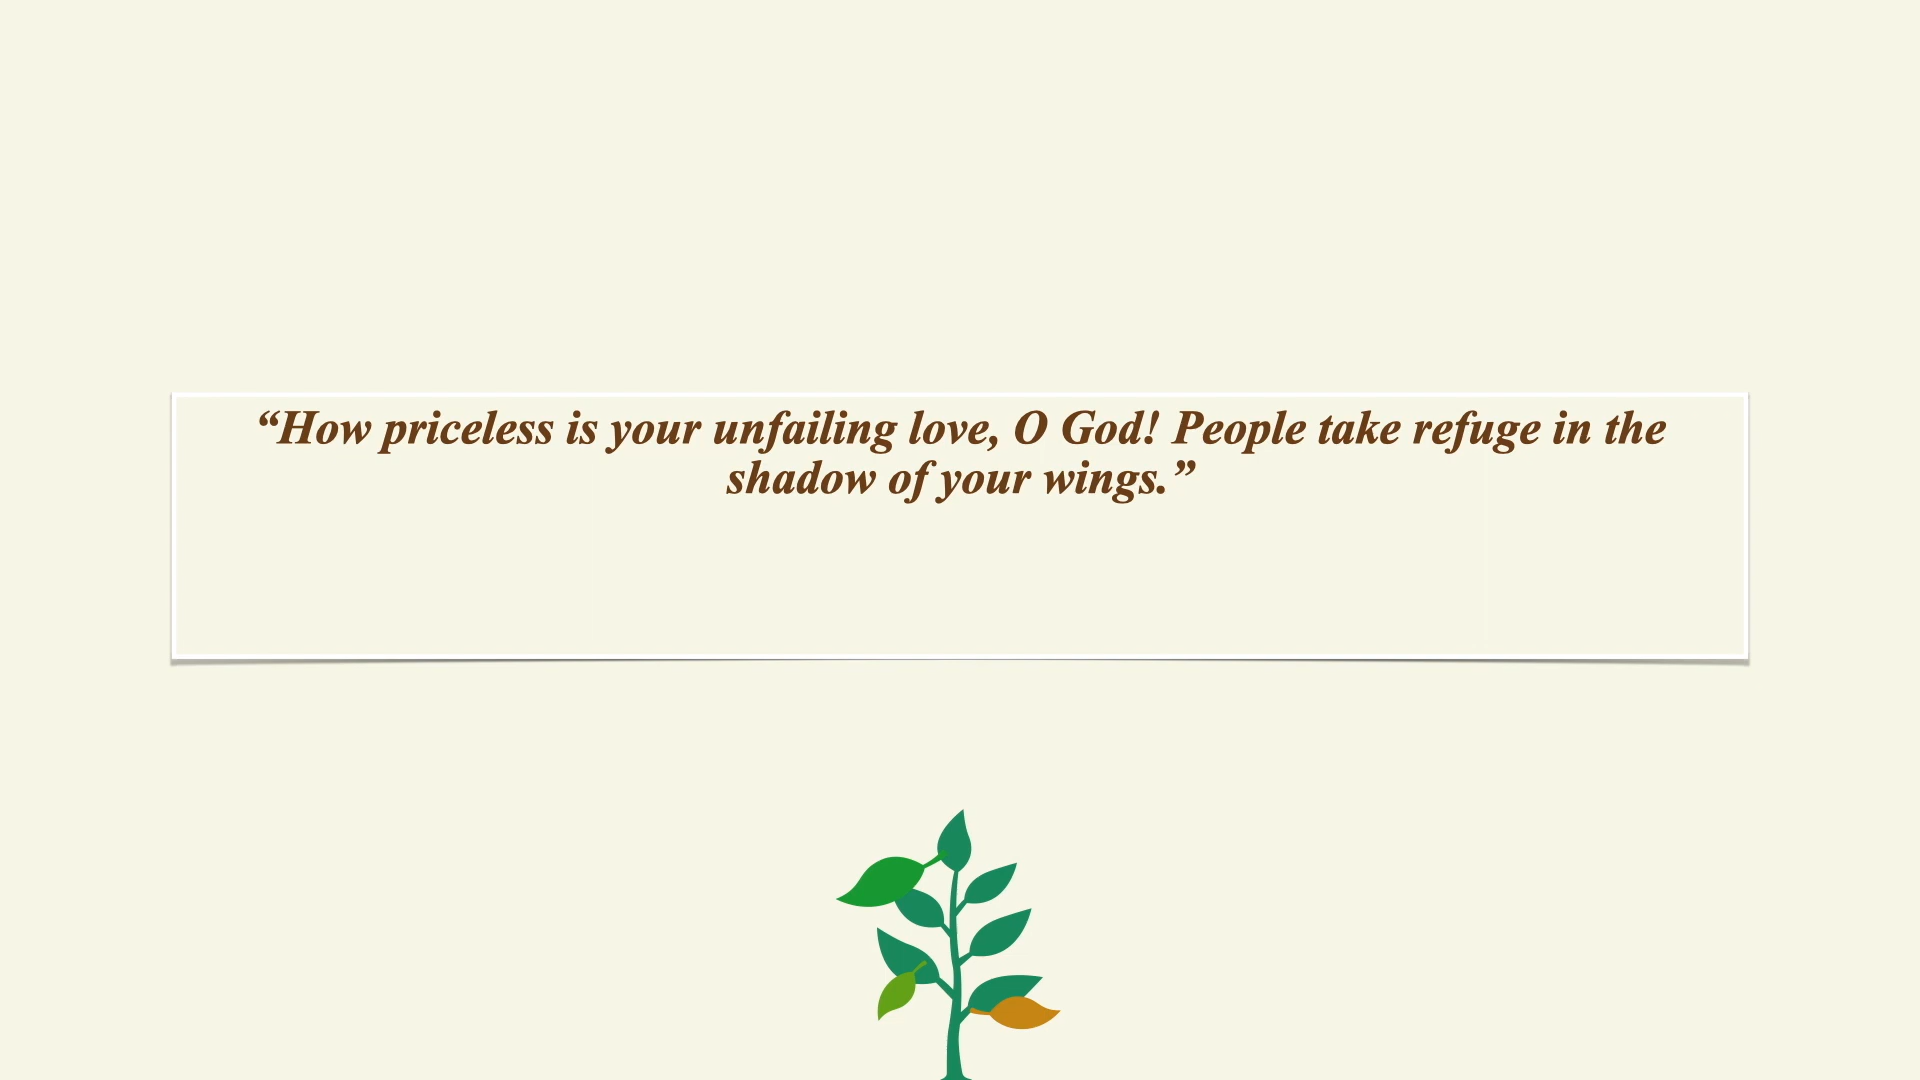 “How priceless is your unfailing love, O God! People take refuge in the
shadow of your wings.”